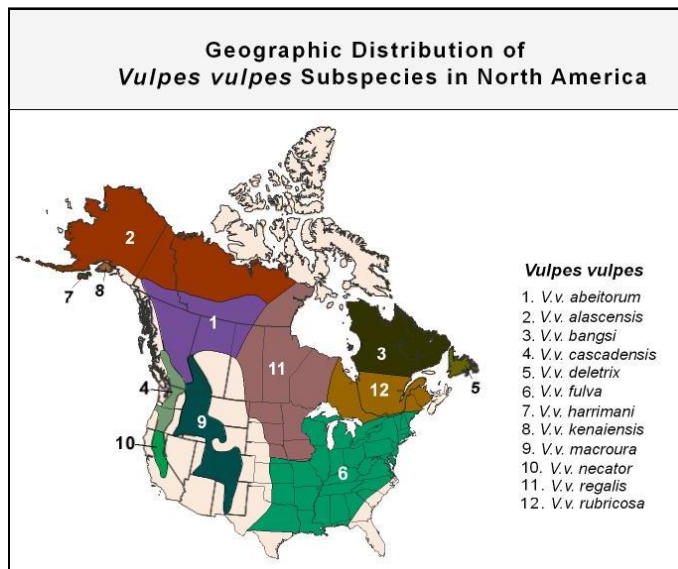 Geographic Distribution of
Vulpes vulpes Subspecies in North America
2
7
8
1
3
11
12
5
4
9
10
6
Vulpes vulpes
1. V.v. abeitorum
2. V.v. alascensis
3. V.v. bangsi
4. V.v. cascadensis
5. V.v. deletrix
6. V.v. fulva
7. V.v. harrimani
8. V.v. kenaiensis
9. V.v. macroura
10. V.v. necator
11. V.v. regalis
12. V.v. rubricosa